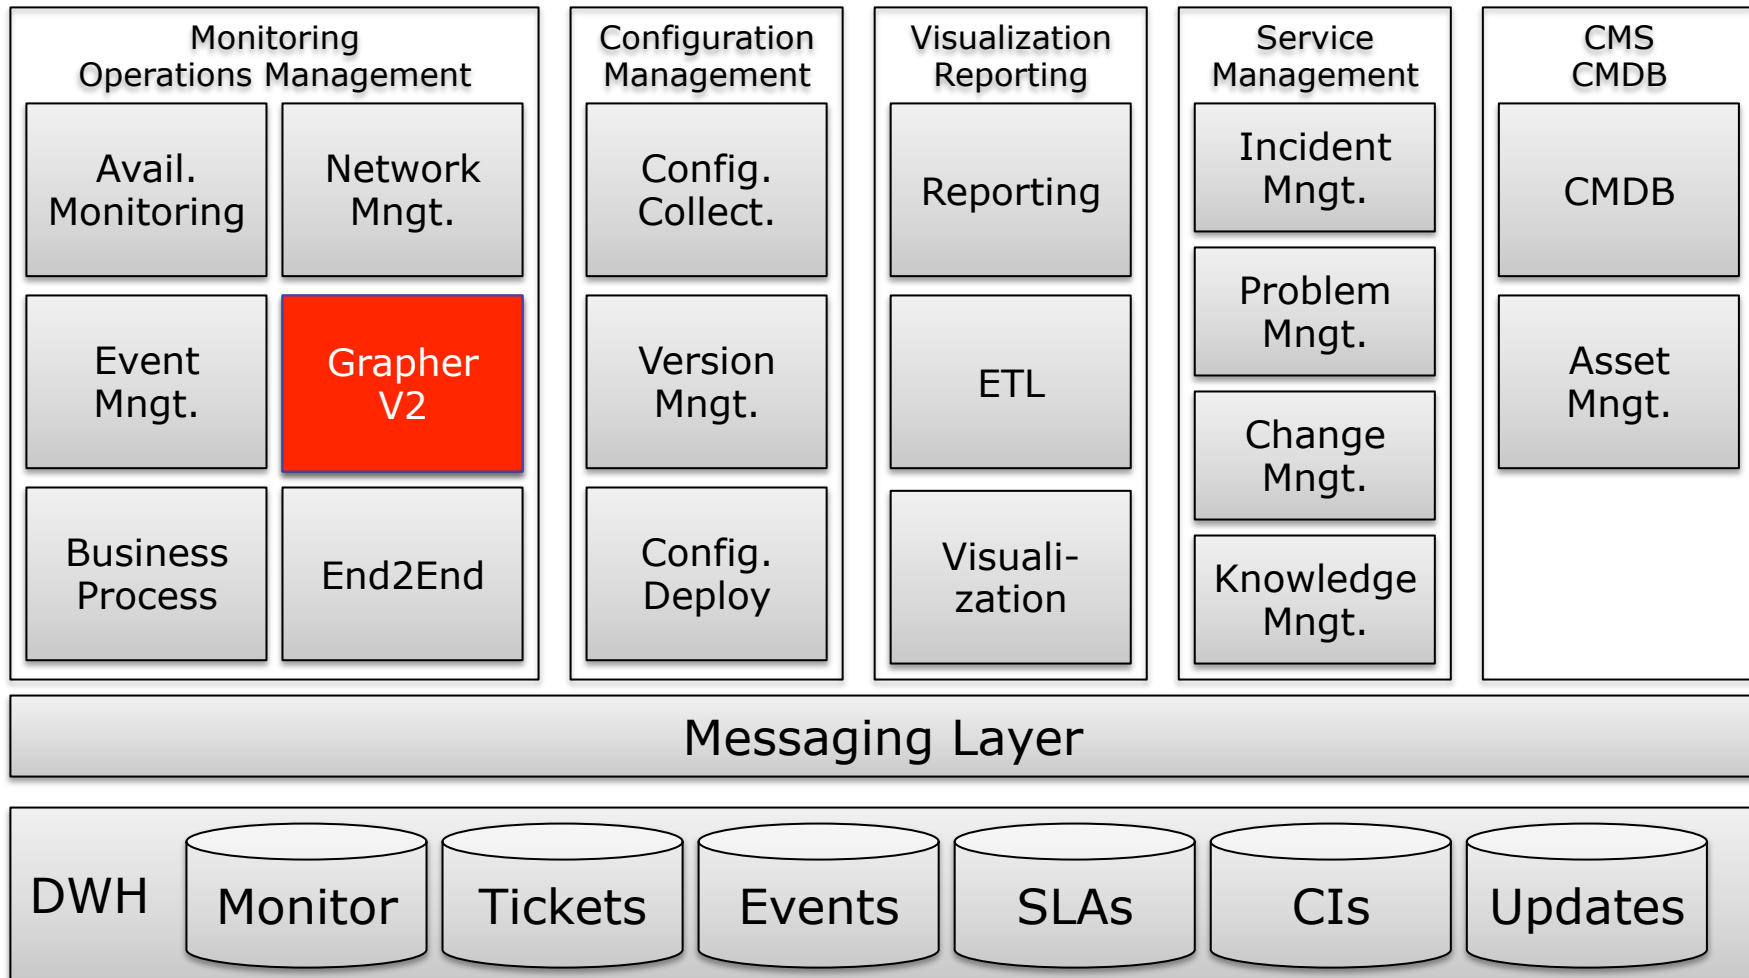 Monitoring
Operations Management
Avail.
Monitoring
Network
Mngt.
Event
Mngt.
Grapher
V2
Business
Process
End2End
Configuration
Management
Config.
Collect.
Version
Mngt.
Config.
Deploy
Visualization
Reporting
Reporting
ETL
Visuali-
zation
Service
Management
Incident
Mngt.
Problem
Mngt.
Change
Mngt.
Knowledge
Mngt.
CMS
CMDB
CMDB
Asset
Mngt.
Messaging Layer
DWH
Monitor
Tickets
Events
SLAs
CIs
Updates